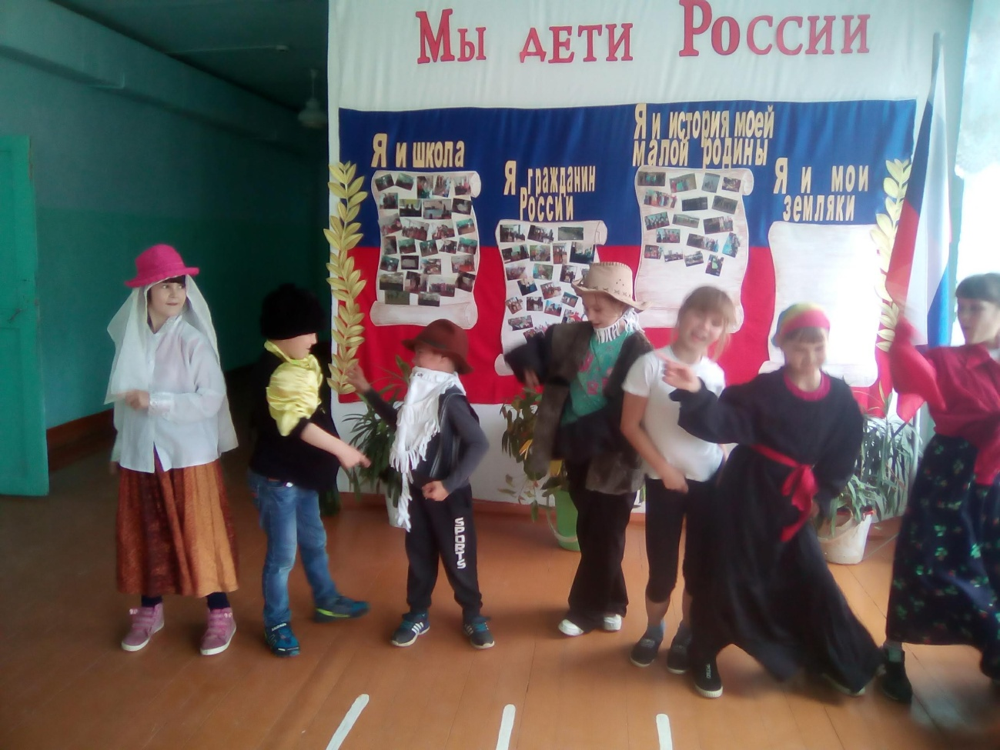 Мы дети России
Я и школа
Я гражданин
России
Я и история моей
малой родины
Я и мои
земляки
SPORTS